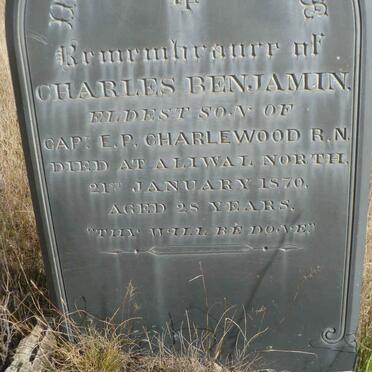 Remembrance of
CHARLES BENJAMIN.
ELDEST SON OF
CAPT. E.P. CHARLEWOOD R.N.
DIED AT ALIWAL NORTH.
21ST JANUARY 1870.
AGED 28 YEARS.
"THY WILL BE DONE."